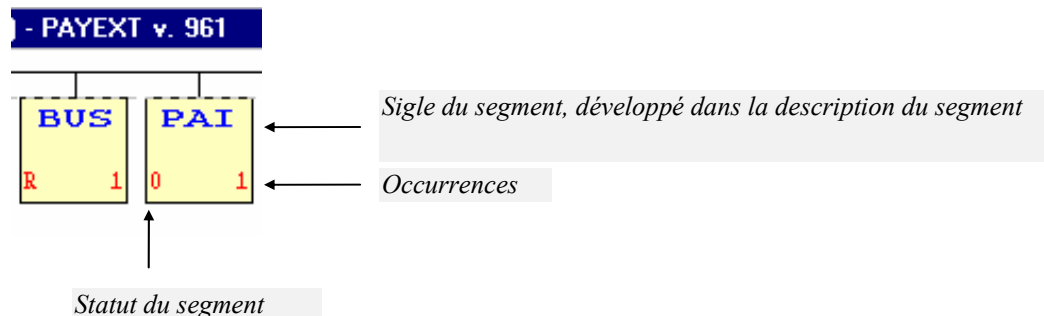 ) - PAYEXT v. 961
BUS PAI
Sigle du segment, développé dans la description du segment
R 1 0 1
Occurrences
Statut du segment